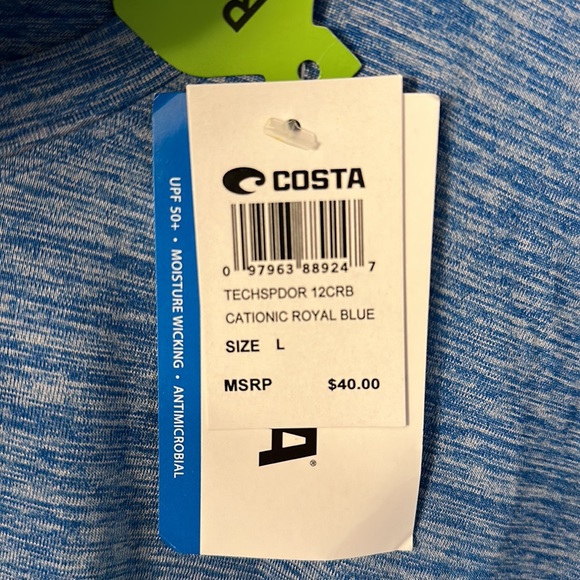 COSTA
0 97963 88924 7
TECHSPDOR 12CRB
CATIONIC ROYAL BLUE
SIZE L
MSRP $40.00
UPF 50+ • MOISTURE WICKING • ANTIMICROBIAL